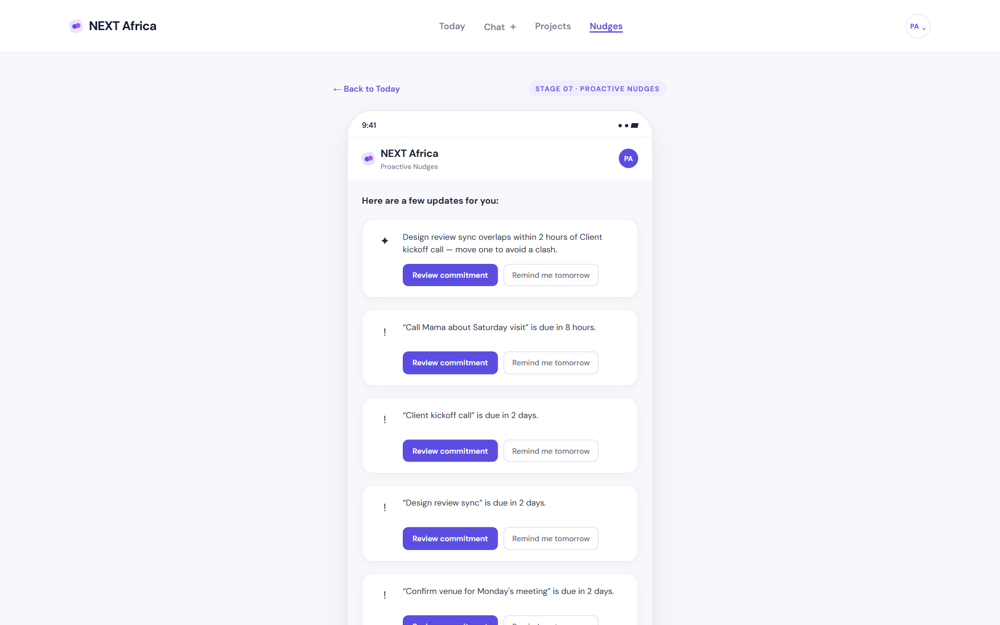 NEXT Africa
Today
Chat +
Projects
Nudges
PA
← Back to Today
STAGE 07 · PROACTIVE NUDGES
9:41
NEXT Africa
Proactive Nudges
PA
Here are a few updates for you:
Design review sync overlaps within 2 hours of Client
kickoff call — move one to avoid a clash.
Review commitment
Remind me tomorrow
!
“Call Mama about Saturday visit” is due in 8 hours.
Review commitment
Remind me tomorrow
!
“Client kickoff call” is due in 2 days.
Review commitment
Remind me tomorrow
!
“Design review sync” is due in 2 days.
Review commitment
Remind me tomorrow
!
“Confirm venue for Monday's meeting” is due in 2 days.